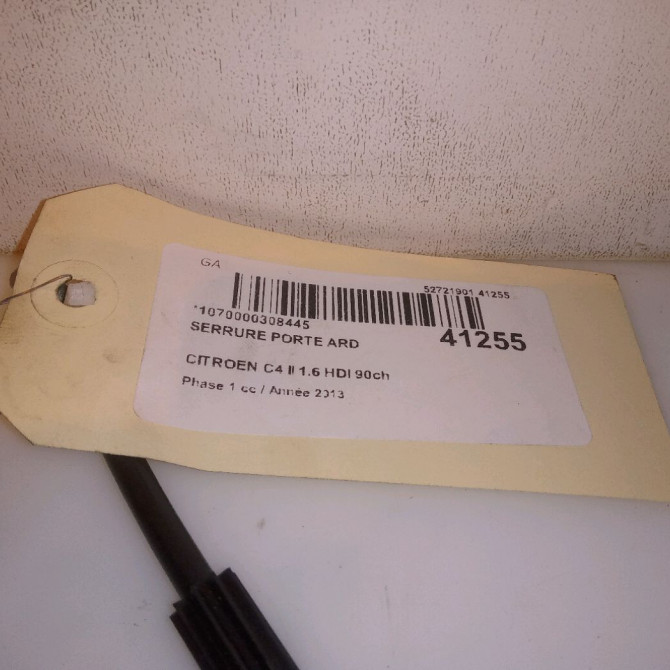 GA
52721901 41255
*1070000308445
41255
SERRURE PORTE ARD
CITROEN C4 II 1.6 HDI 90ch
Phase 1 cc / Année 2013